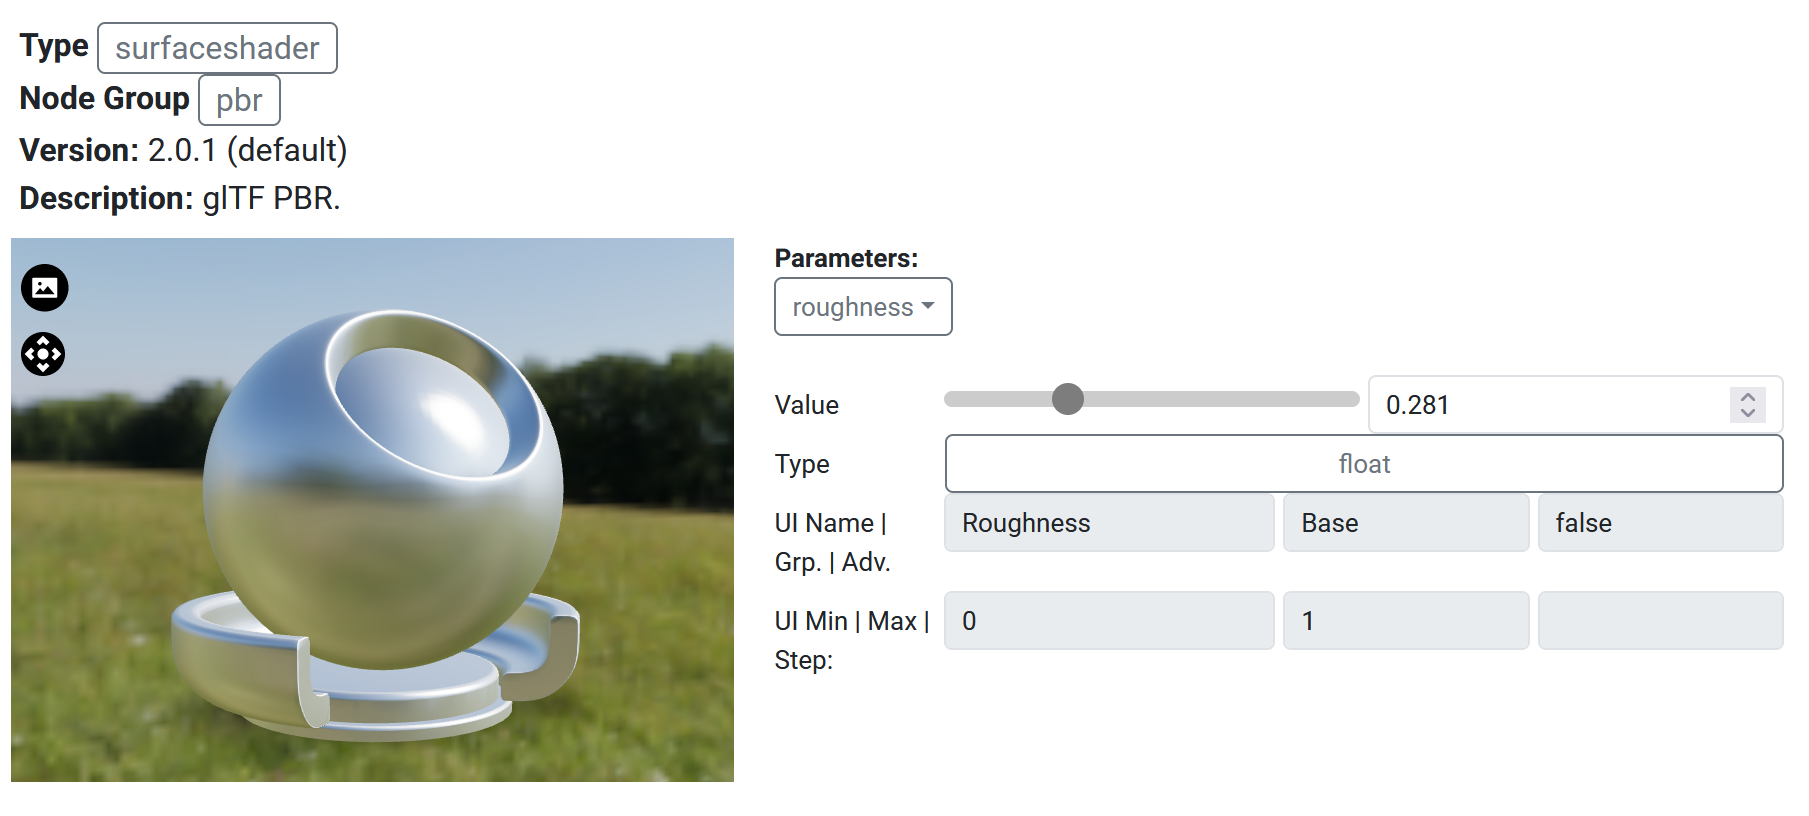 Type surfaceshader
Node Group pbr
Version: 2.0.1 (default)
Description: glTF PBR.
Parameters:
roughness
Value 0.281
Type float
UI Name | Roughness Base false
Grp. | Adv.
UI Min | Max | 0 1
Step: